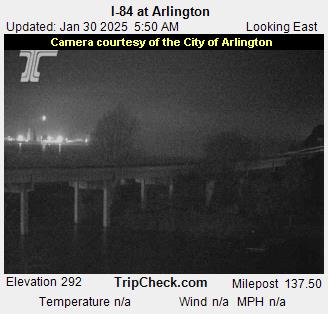 I-84 at Arlington
Updated: Jan 30 2025 5:50 AM Looking East
Camera courtesy of the City of Arlington
Elevation 292 TripCheck.com Milepost 137.50
Temperature n/a Wind n/a MPH n/a